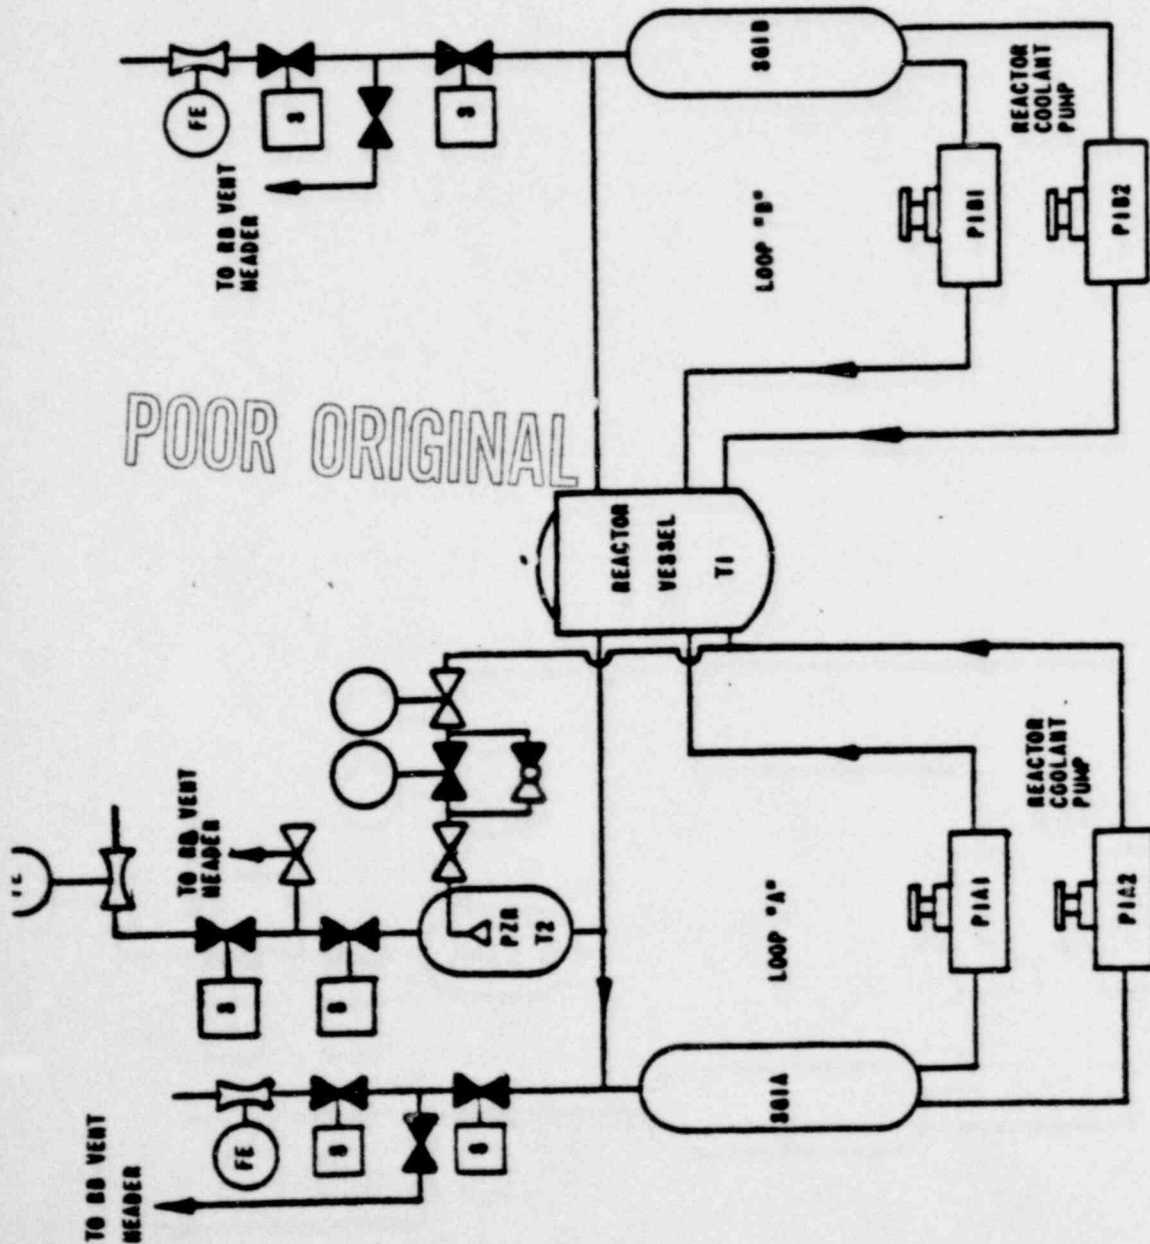 FE
S
S
TO RB VENT
HEADER
SG1B
REACTOR
COOLANT
PUMP
P1B1
P1B2
LOOP "B"
POOR ORIGINAL
REACTOR
VESSEL
T1
TO RB VENT
HEADER
S
S
PZR
T2
REACTOR
COOLANT
PUMP
P1A1
P1A2
LOOP "A"
SG1A
TO RB VENT
HEADER
FE
S
S